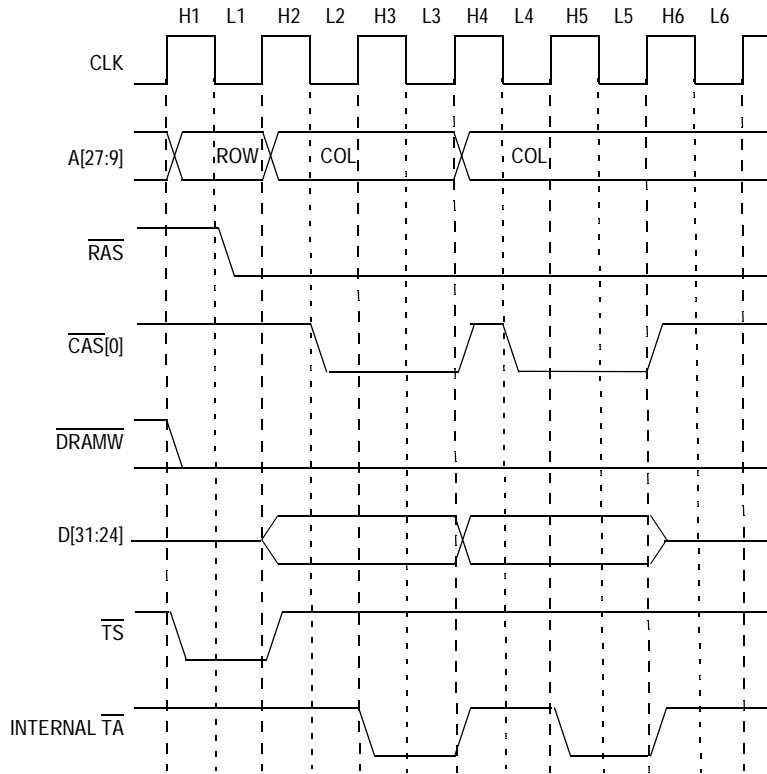 H1 L1 H2 L2 H3 L3 H4 L4 H5 L5 H6 L6
CLK
A[27:9] ROW COL COL
RAS
CAS[0]
DRAMW
D[31:24]
TS
INTERNAL TA